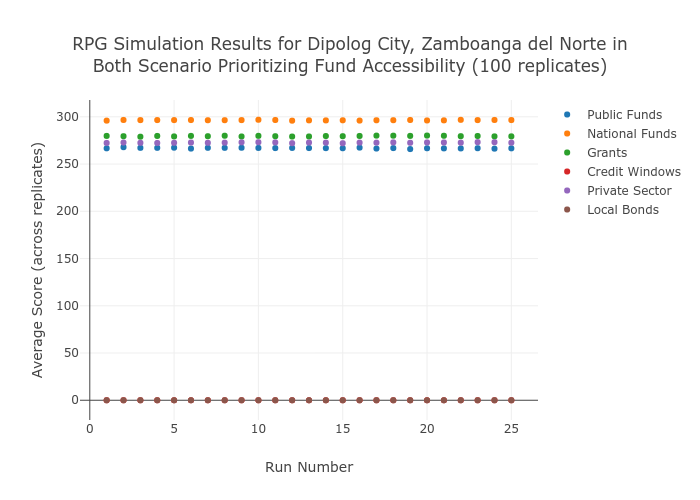 RPG Simulation Results for Dipolog City, Zamboanga del Norte in
Both Scenario Prioritizing Fund Accessibility (100 replicates)
Average Score (across replicates)
300
250
200
150
100
50
0
0 5 10 15 20 25
Run Number
Public Funds
National Funds
Grants
Credit Windows
Private Sector
Local Bonds